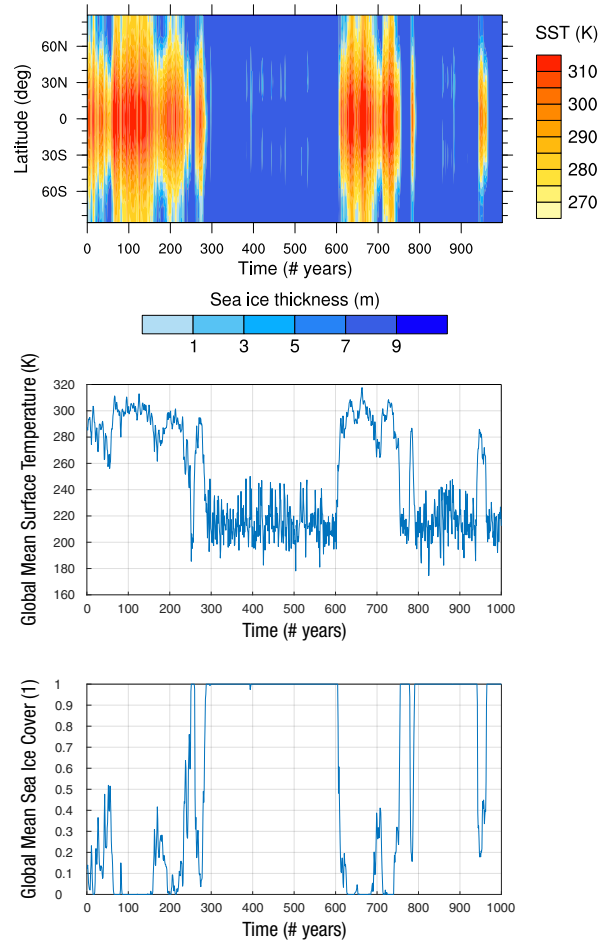 SST (K)
60N
30N
0
30S
60S
Latitude (deg)
310
300
290
280
270
0 100 200 300 400 500 600 700 800 900
Time (# years)
Sea ice thickness (m)
1 3 5 7 9
Global Mean Surface Temperature (K)
320
300
280
260
240
220
200
180
160
0 100 200 300 400 500 600 700 800 900 1000
Time (# years)
Global Mean Sea Ice Cover (1)
1
0.9
0.8
0.7
0.6
0.5
0.4
0.3
0.2
0.1
0
0 100 200 300 400 500 600 700 800 900 1000
Time (# years)